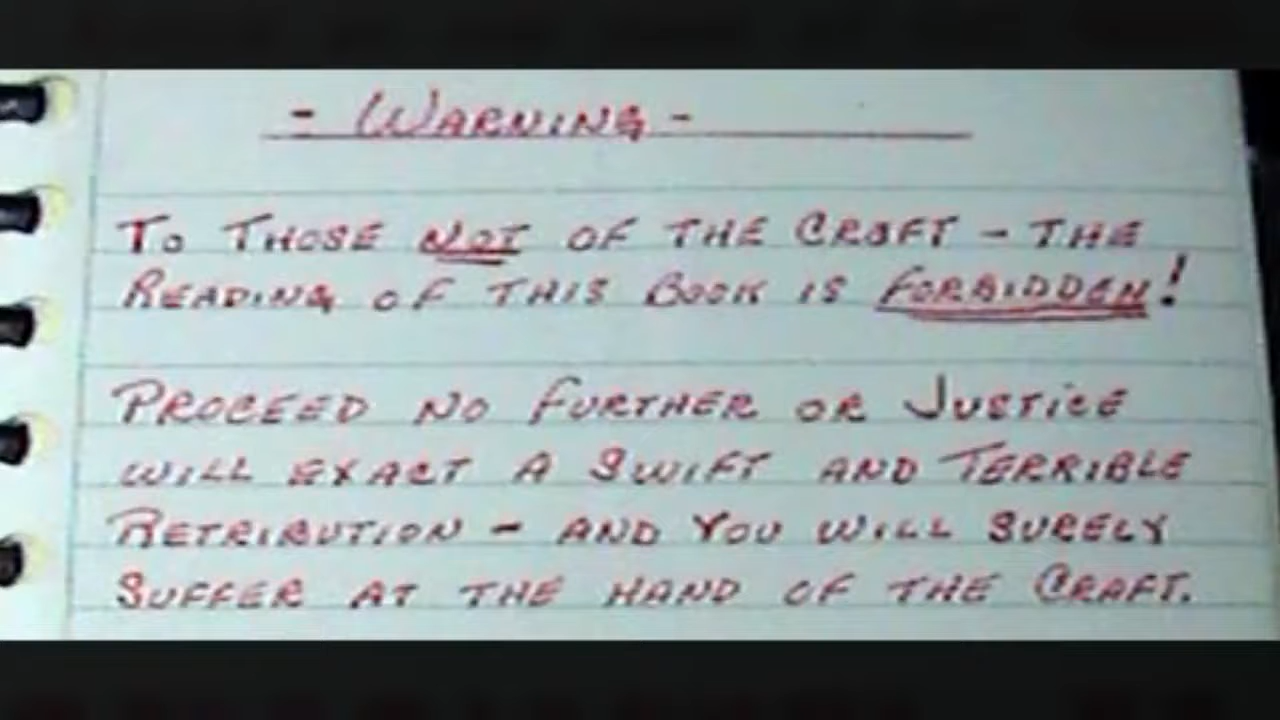 - WARNING -
TO THOSE NOT OF THE CRAFT - THE
READING OF THIS BOOK IS FORBIDDEN!
PROCEED NO FURTHER OR JUSTICE
WILL EXACT A SWIFT AND TERRIBLE
RETRIBUTION - AND YOU WILL SURELY
SUFFER AT THE HAND OF THE CRAFT.